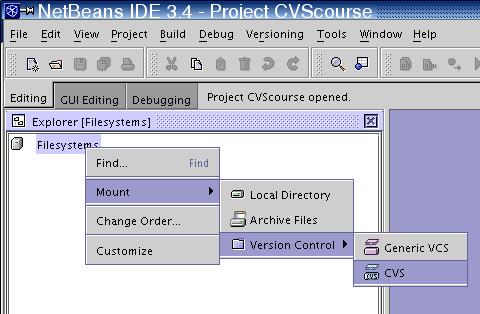 NetBeans IDE 3.4 - Project CVScourse
File Edit View Project Build Debug Versioning Tools Window Help
Editing GUI Editing Debugging Project CVScourse opened.
Explorer [Filesystems]
Filesystems
Find... Find
Mount
Local Directory
Archive Files
Change Order...
Version Control
Generic VCS
Customize
CVS